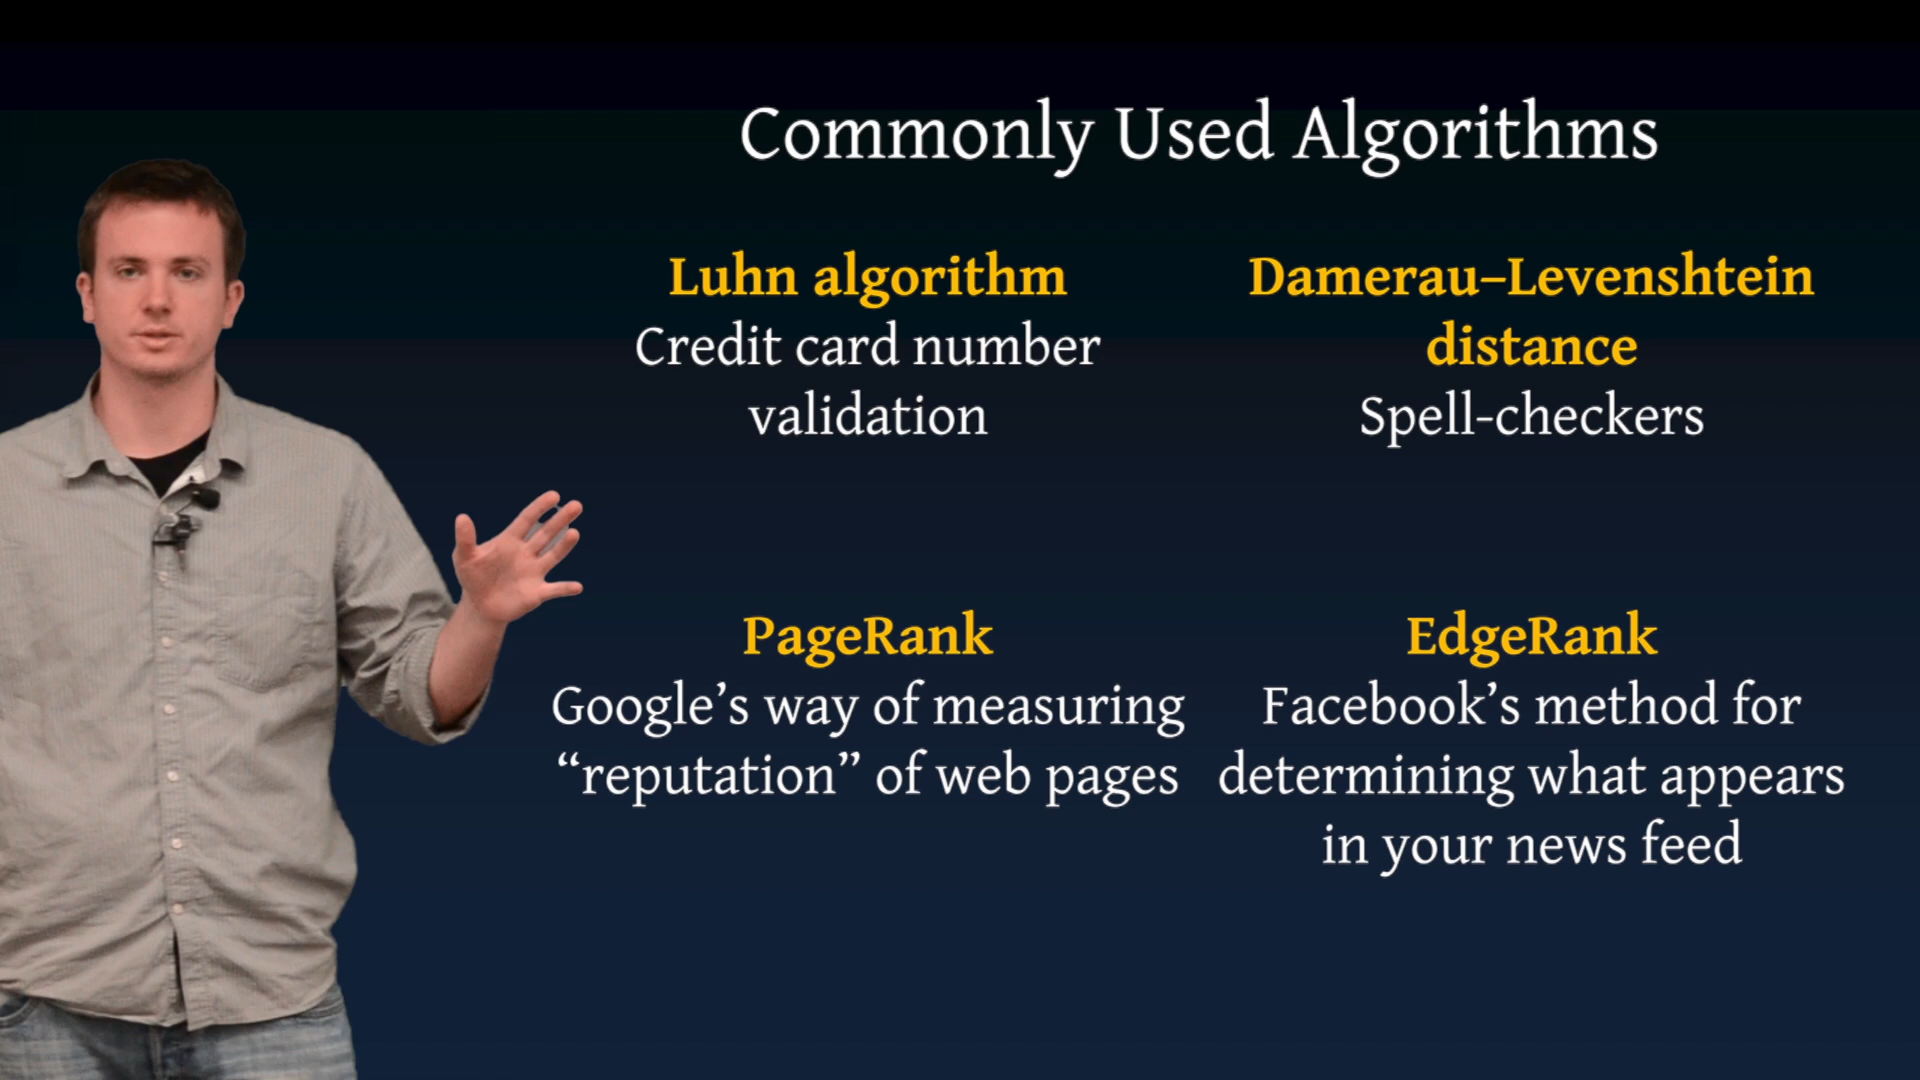 Commonly Used Algorithms
Luhn algorithm
Credit card number
validation
Damerau–Levenshtein
distance
Spell-checkers
PageRank
Google’s way of measuring
“reputation” of web pages
EdgeRank
Facebook’s method for
determining what appears
in your news feed